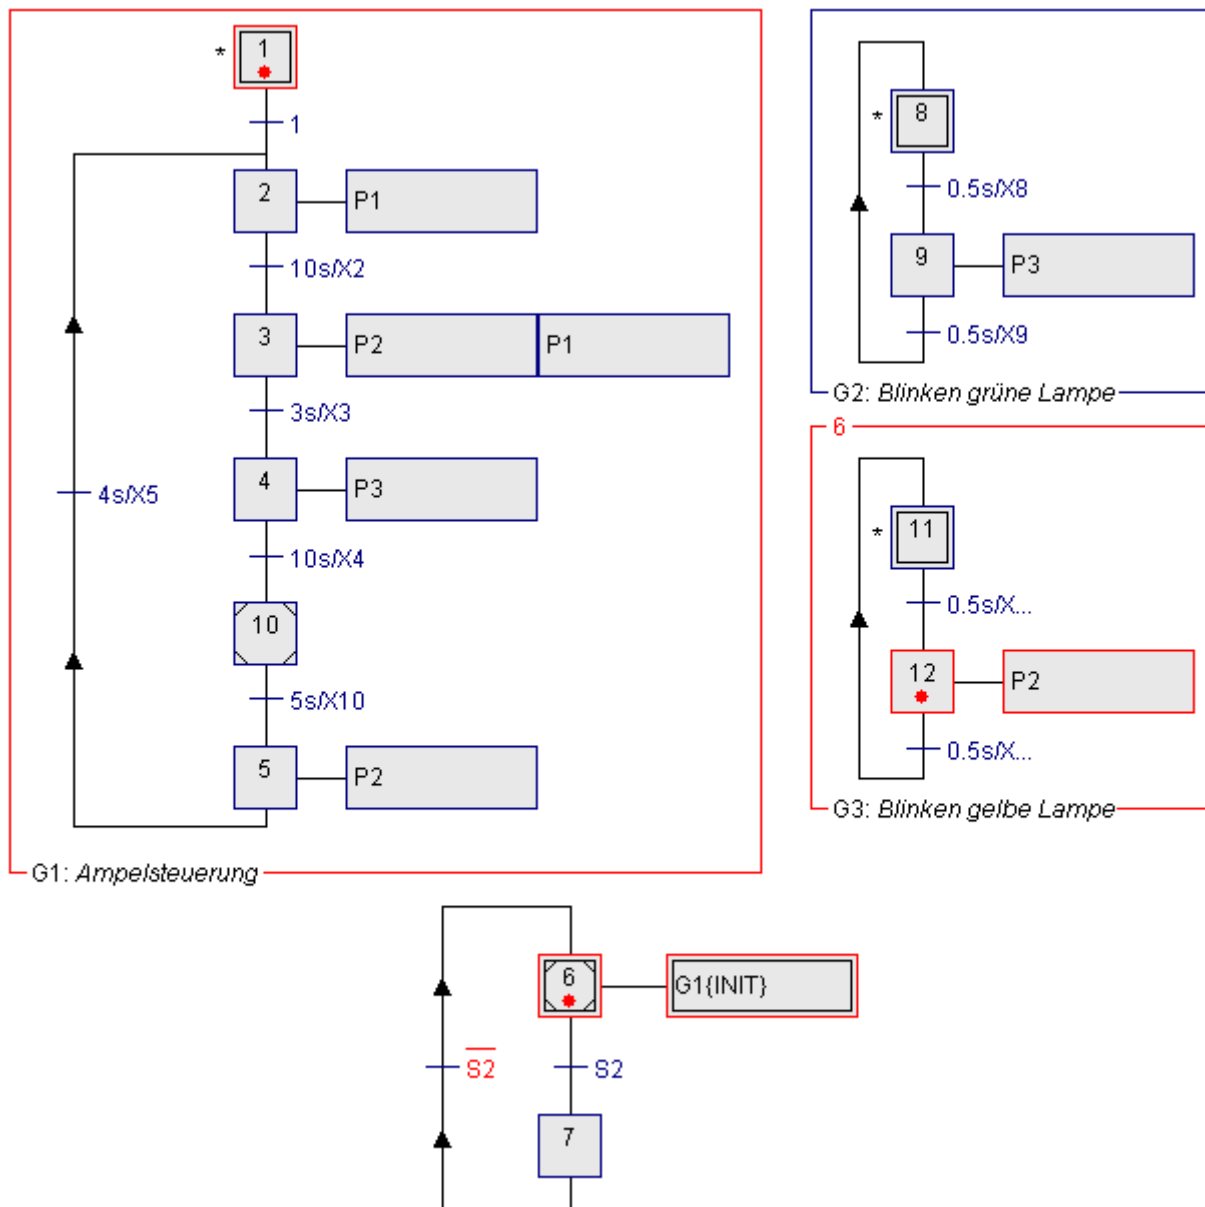 *
1
1
2
P1
10s/X2
3
P2
P1
3s/X3
4s/X5
4
P3
10s/X4
10
5s/X10
5
P2
G1: Ampelsteuerung
*
8
0.5s/X8
9
P3
0.5s/X9
G2: Blinken grüne Lampe
6
*
11
0.5s/X...
12
P2
0.5s/X...
G3: Blinken gelbe Lampe
6
G1{INIT}
S2
S2
7